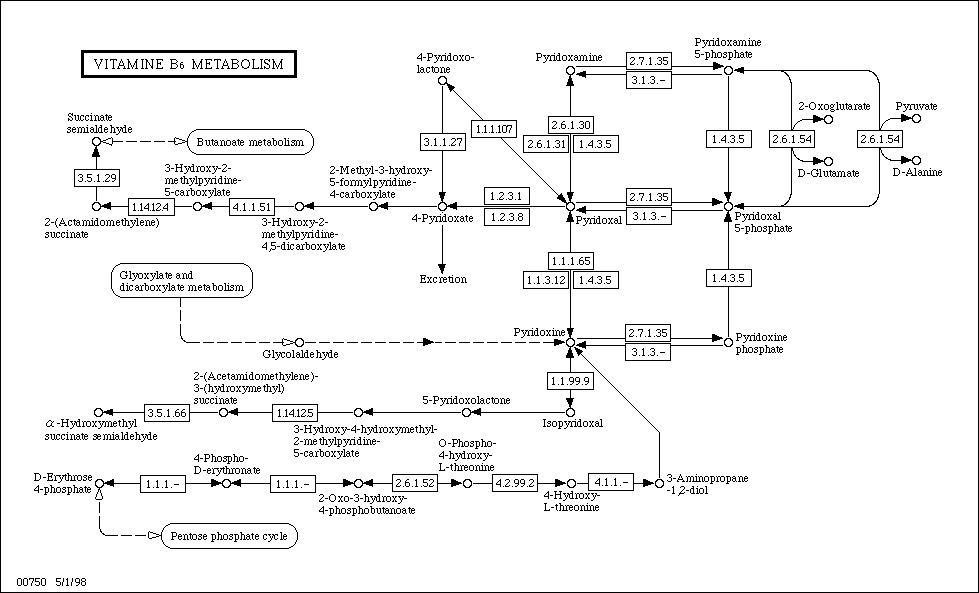 VITAMINE B6 METABOLISM
4-Pyridoxo-
lactone
Pyridoxamine
2.7.1.35
3.1.3.–
Pyridoxamine
5-phosphate
Succinate
semialdehyde
Butanoate metabolism
3.1.1.27
1.1.1.107
2.6.1.30
2.6.1.31
1.4.3.5
1.4.3.5
2-Oxoglutarate
2.6.1.54
D-Glutamate
Pyruvate
2.6.1.54
D-Alanine
3.5.1.29
3-Hydroxy-2-
methylpyridine-
5-carboxylate
2-Methyl-3-hydroxy-
5-formylpyridine-
4-carboxylate
1.14.12.4
4.1.1.51
1.2.3.1
1.2.3.8
2.7.1.35
3.1.3.–
2-(Actamidomethylene)
succinate
3-Hydroxy-2-
methylpyridine-
4,5-dicarboxylate
4-Pyridoxate
Pyridoxal
Pyridoxal
5-phosphate
Glyoxylate and
dicarboxylate metabolism
Excretion
1.1.1.65
1.1.3.12
1.4.3.5
1.4.3.5
Glycolaldehyde
Pyridoxine
2.7.1.35
3.1.3.–
Pyridoxine
phosphate
1.1.99.9
2-(Acetamidomethylene)-
3-(hydroxymethyl)
succinate
5-Pyridoxolactone
3.5.1.66
1.14.12.5
α-Hydroxymethyl
succinate semialdehyde
3-Hydroxy-4-hydroxymethyl-
2-methylpyridine-
5-carboxylate
Isopyridoxal
O-Phospho-
4-hydroxy-
L-threonine
4-Phospho-
D-erythronate
D-Erythrose
4-phosphate
1.1.1.–
1.1.1.–
2.6.1.52
4.2.99.2
4.1.1.–
3-Aminopropane
-1,2-diol
2-Oxo-3-hydroxy-
4-phosphobutanoate
4-Hydroxy-
L-threonine
Pentose phosphate cycle
00750 5/1/98